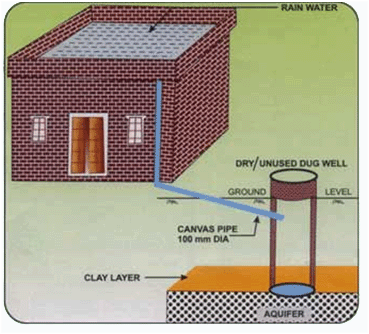 RAIN WATER
DRY/UNUSED DUG WELL
GROUND LEVEL
CANVAS PIPE
100 mm DIA
CLAY LAYER
AQUIFER